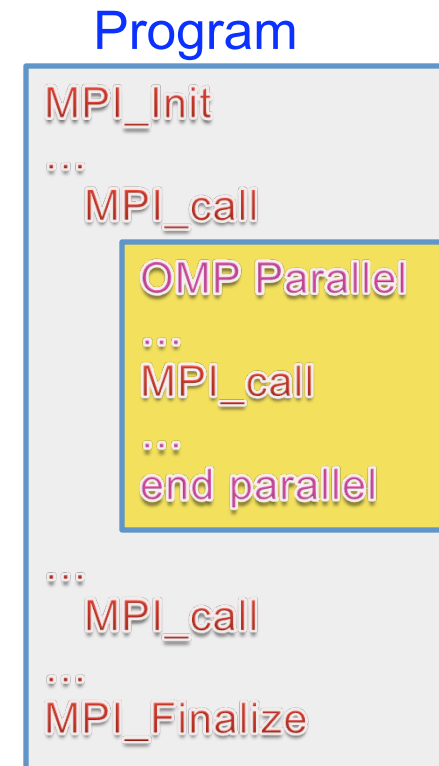 Program
MPI_Init
...
MPI_call
OMP Parallel
...
MPI_call
...
end parallel
...
MPI_call
...
MPI_Finalize